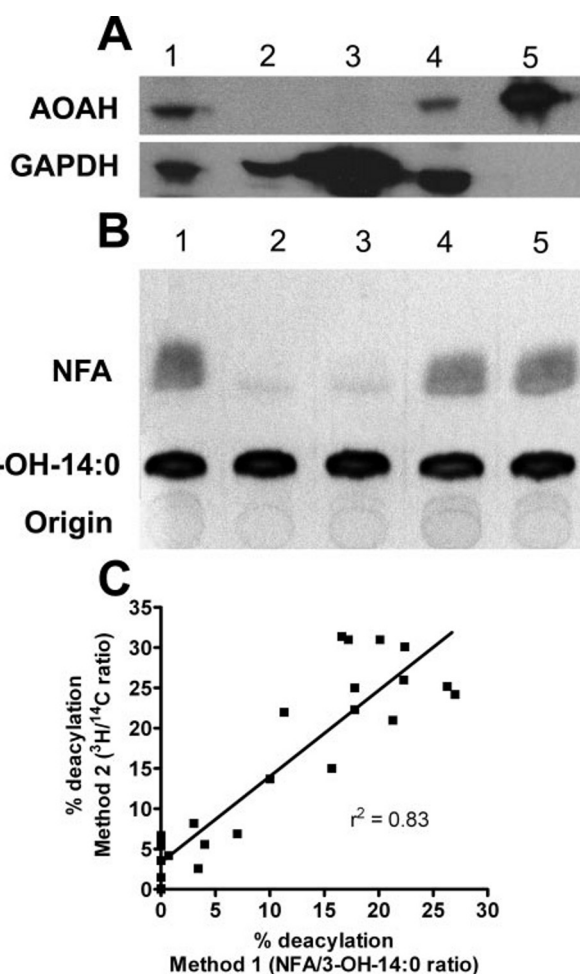 A
1 2 3 4 5
AOAH
GAPDH
B
1 2 3 4 5
NFA
-OH-14:0
Origin
C
35
30
25
20
15
10
5
0
% deacylation
Method 2 (³H/¹⁴C ratio)
r² = 0.83
0 5 10 15 20 25 30
% deacylation
Method 1 (NFA/3-OH-14:0 ratio)